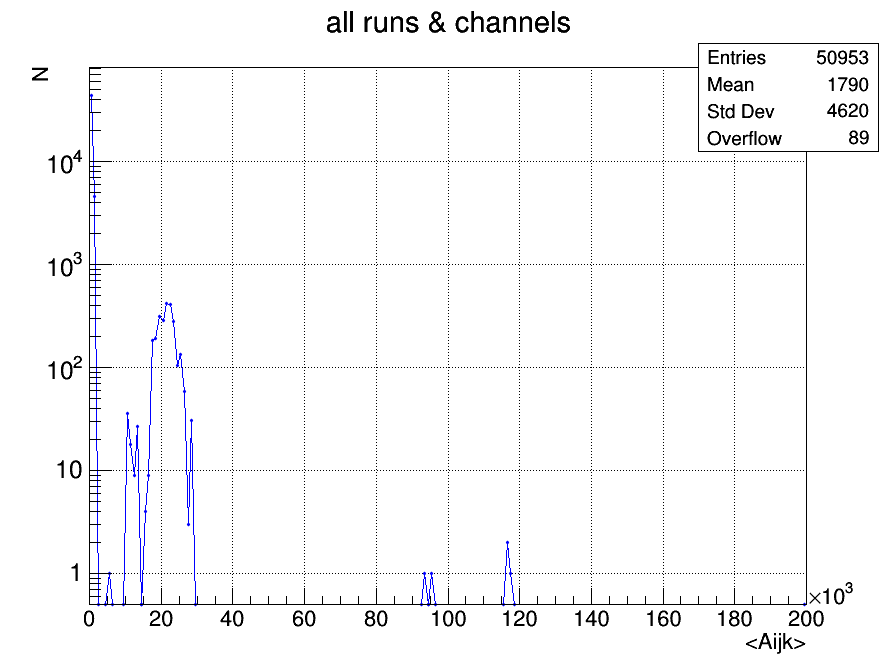 all runs & channels
N
Entries 50953
Mean 1790
Std Dev 4620
Overflow 89
10^4
10^3
10^2
10
1
0 20 40 60 80 100 120 140 160 180 200
×10^3
<Aijk>